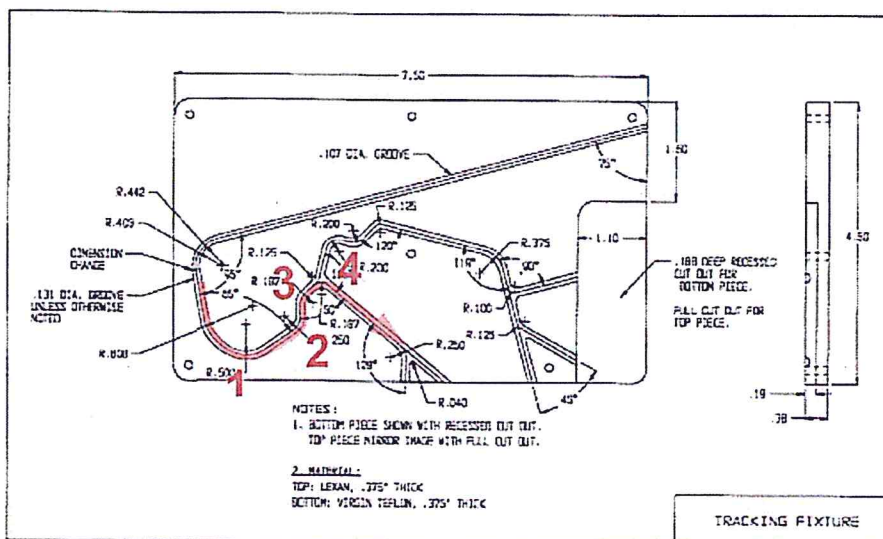 7.50
.107 DIA. GROOVE
75°
1.50
R.442
R.409
R.125
R.200
120°
R.375
1.10
4.50
DIMENSION
CHANGE
R.125
R.187
3
4
R.200
119°
90°
.188 DEEP RECESSED
CUT OUT FOR
BOTTOM PIECE.
FULL CUT OUT FOR
TOP PIECE.
.131 DIA. GROOVE
UNLESS OTHERWISE
NOTED
R.100
R.187
R.125
2
250
R.250
1
R.500
129°
R.040
45°
.19
.38
NOTES:
1. BOTTOM PIECE SHOWN WITH RECESSED CUT OUT.
TOP PIECE MIRROR IMAGE WITH FULL CUT OUT.
2. MATERIAL:
TOP: LEXAN, .375" THICK
BOTTOM: VIRGIN TEFLON, .375" THICK
TRACKING FIXTURE